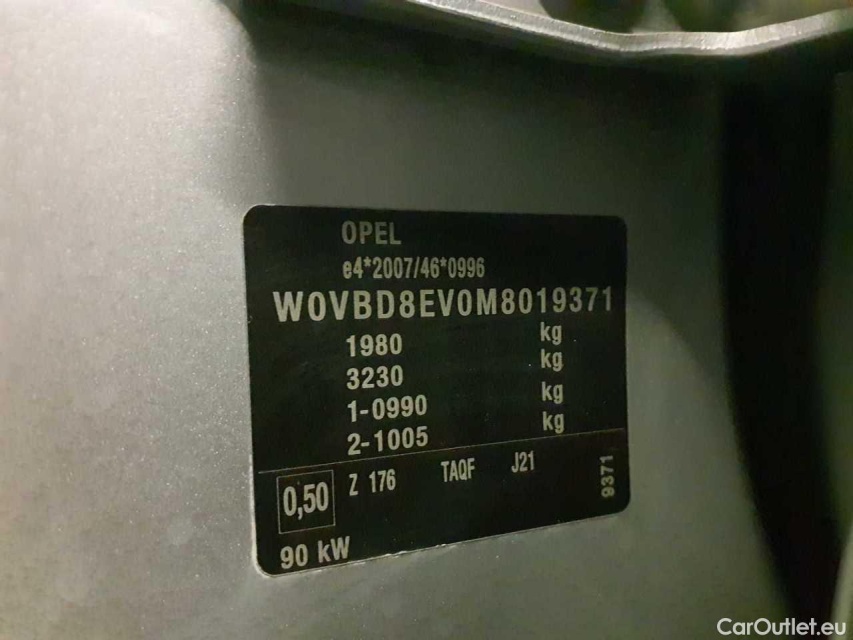 OPEL
e4*2007/46*0996
W0VBD8EV0M8019371
1980 kg
3230 kg
1-0990 kg
2-1005 kg
0,50 Z 176 TAQF J21 9371
90 kW
CarOutlet.eu